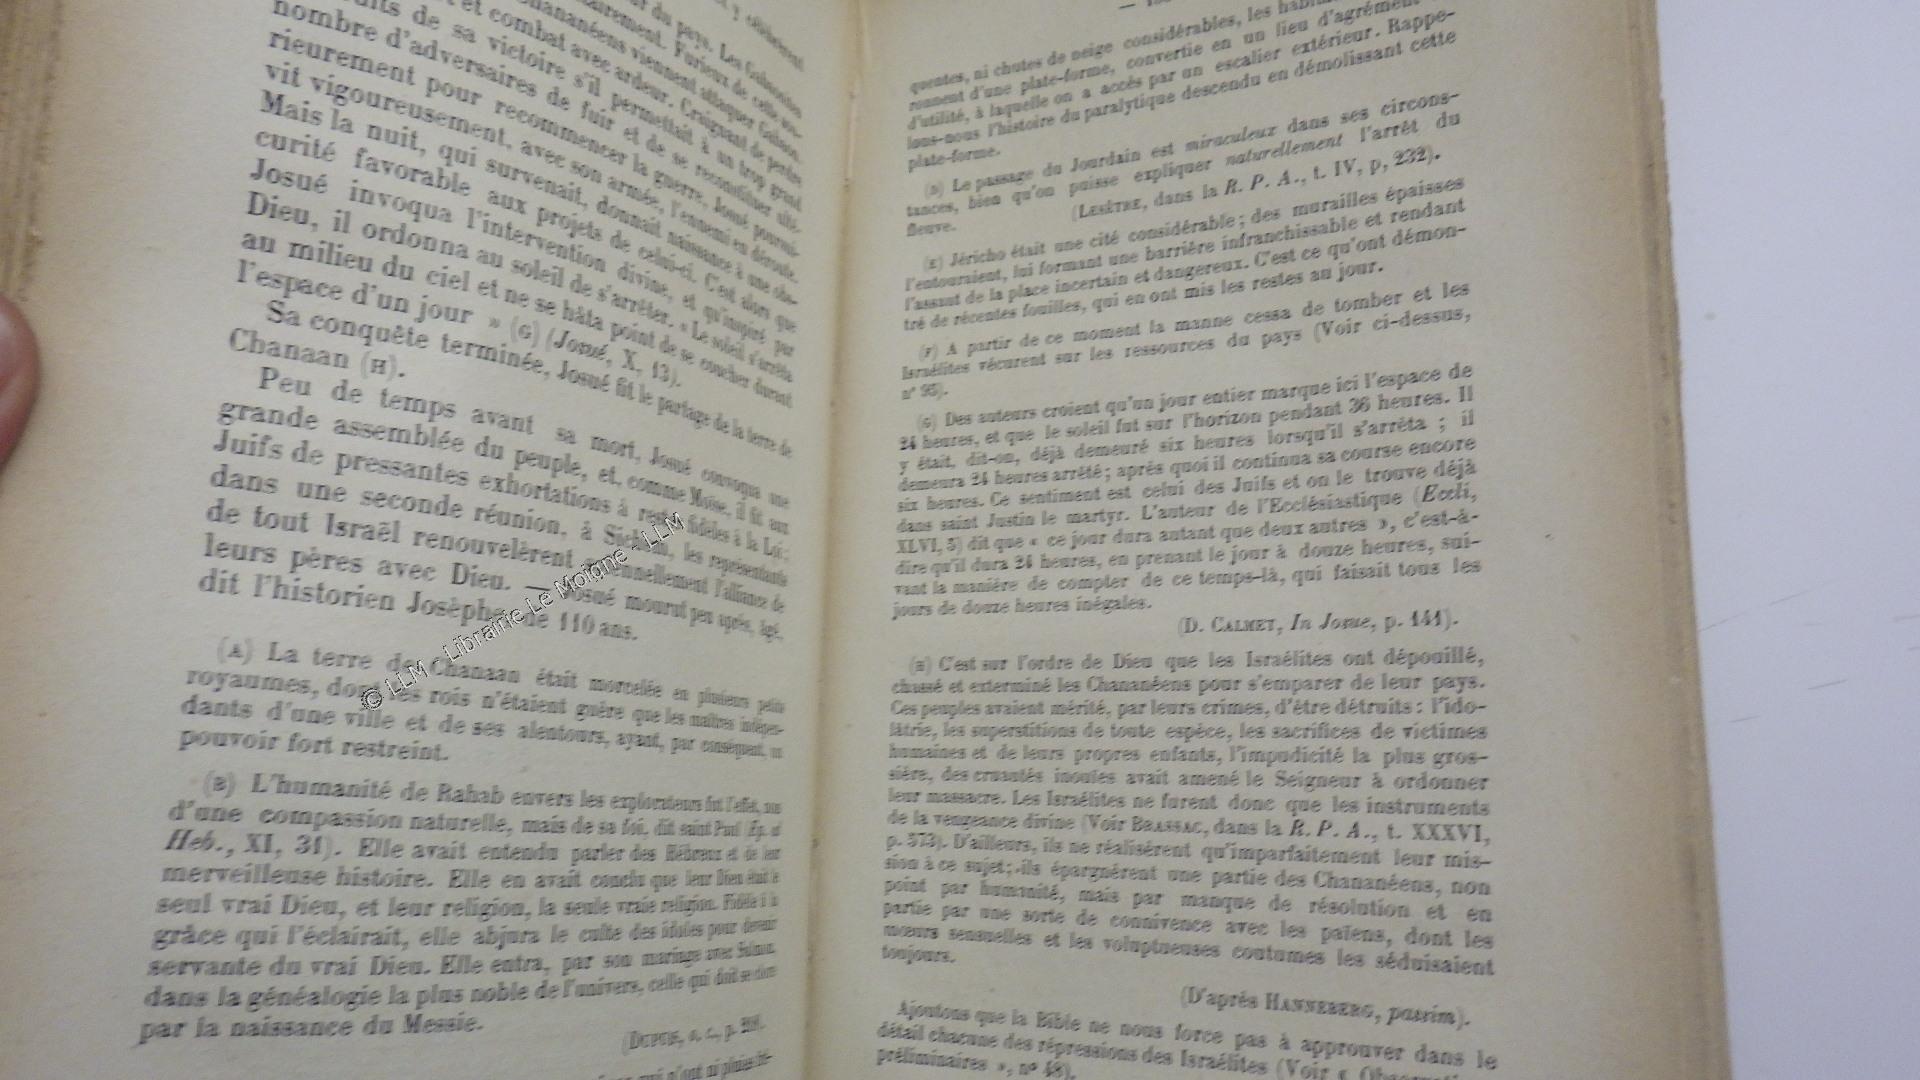 du pays. Les Gabaonites
nairement. Furieux de cette sou-
hananéens viennent attaquer Gabaon.
et combat avec ardeur. Craignant de perdre
uits de sa victoire s'il permettait à un trop grand
nombre d'adversaires de fuir et de se reconstituer ulté-
rieurement pour recommencer la guerre, Josué poursui-
vit vigoureusement, avec son armée, l'ennemi en déroute.
Mais la nuit, qui survenait, donnait naissance à une obs-
curité favorable aux projets de celui-ci. C'est alors que
Josué invoqua l'intervention divine, et qu'inspiré par
Dieu, il ordonna au soleil de s'arrêter. « Le soleil s'arrêta
au milieu du ciel et ne se hâta point de se coucher durant
l'espace d'un jour » (G) (Josué, X, 13).
Sa conquête terminée, Josué fit le partage de la terre de
Chanaan (H).
Peu de temps avant sa mort, Josué convoqua une
grande assemblée du peuple, et, comme Moïse, il fit aux
Juifs de pressantes exhortations à rester fidèles à la Loi ;
dans une seconde réunion, à Sichem, les représentants
de tout Israël renouvelèrent solennellement l'alliance de
leurs pères avec Dieu. — Josué mourut peu après, âgé,
dit l'historien Josèphe, de 110 ans.
(A) La terre de Chanaan était morcelée en plusieurs petits
royaumes, dont les rois n'étaient guère que les maîtres indépen-
dants d'une ville et de ses alentours, ayant, par conséquent, un
pouvoir fort restreint.
(B) L'humanité de Rahab envers les explorateurs fut l'effet, non
d'une compassion naturelle, mais de sa foi, dit saint Paul (Ép. ad
Heb., XI, 31). Elle avait entendu parler des Hébreux et de leur
merveilleuse histoire. Elle en avait conclu que leur Dieu était le
seul vrai Dieu, et leur religion, la seule vraie religion. Fidèle à la
grâce qui l'éclairait, elle abjura le culte des idoles pour devenir
servante du vrai Dieu. Elle entra, par son mariage avec Salmon,
dans la généalogie la plus noble de l'univers, celle qui doit se clore
par la naissance du Messie.
p.
quentes, ni chutes de neige considérables, les
ronnent d'une plate-forme, convertie en un lieu d'agrément
d'utilité, à laquelle on a accès par un escalier extérieur. Rappe-
lons-nous l'histoire du paralytique descendu en démolissant cette
plate-forme.
(D) Le passage du Jourdain est miraculeux dans ses circons-
tances, bien qu'on puisse expliquer naturellement l'arrêt du
fleuve. (LESÊTRE, dans la R. P. A., t. IV, p, 232).
(E) Jéricho était une cité considérable ; des murailles épaisses
l'entouraient, lui formant une barrière infranchissable et rendant
l'assaut de la place incertain et dangereux. C'est ce qu'ont démon-
tré de récentes fouilles, qui en ont mis les restes au jour.
(F) A partir de ce moment la manne cessa de tomber et les
Israélites vécurent sur les ressources du pays (Voir ci-dessus,
n° 95).
(G) Des auteurs croient qu'un jour entier marque ici l'espace de
24 heures, et que le soleil fut sur l'horizon pendant 36 heures. Il
y était, dit-on, déjà demeuré six heures lorsqu'il s'arrêta ; il
demeura 24 heures arrêté ; après quoi il continua sa course encore
six heures. Ce sentiment est celui des Juifs et on le trouve déjà
dans saint Justin le martyr. L'auteur de l'Ecclésiastique (Eccli,
XLVI, 5) dit que « ce jour dura autant que deux autres », c'est-à-
dire qu'il dura 24 heures, en prenant le jour à douze heures, sui-
vant la manière de compter de ce temps-là, qui faisait tous les
jours de douze heures inégales.
(D. CALMET, In Josue, p. 141).
(H) C'est sur l'ordre de Dieu que les Israélites ont dépouillé,
chassé et exterminé les Chananéens pour s'emparer de leur pays.
Ces peuples avaient mérité, par leurs crimes, d'être détruits : l'ido-
lâtrie, les superstitions de toute espèce, les sacrifices de victimes
humaines et de leurs propres enfants, l'impudicité la plus gros-
sière, des cruautés inouïes avait amené le Seigneur à ordonner
leur massacre. Les Israélites ne furent donc que les instruments
de la vengeance divine (Voir BRASSAC, dans la R. P. A., t. XXXVI,
p. 573). D'ailleurs, ils ne réalisèrent qu'imparfaitement leur mis-
sion à ce sujet; ils épargnèrent une partie des Chananéens, non
point par humanité, mais par manque de résolution et en
partie par une sorte de connivence avec les païens, dont les
mœurs sensuelles et les voluptueuses coutumes les séduisaient
toujours.
(D'après HANNEBERG, passim).
Ajoutons que la Bible ne nous force pas à approuver dans le
détail chacune des répressions des Israélites (Voir «
préliminaires », n° 48).
© LLM - Librairie Le Moigne - LLM